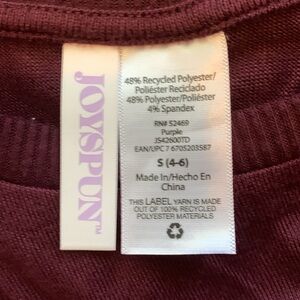 JOYSPUN™
48% Recycled Polyester/
Poliéster Reciclado
48% Polyester/Poliéster
4% Spandex
RN# 52469
Purple
JS42600TD
EAN/UPC 7 6705203587
S (4-6)
Made In/Hecho En
China
THIS LABEL YARN IS MADE
OUT OF 100% RECYCLED
POLYESTER MATERIALS